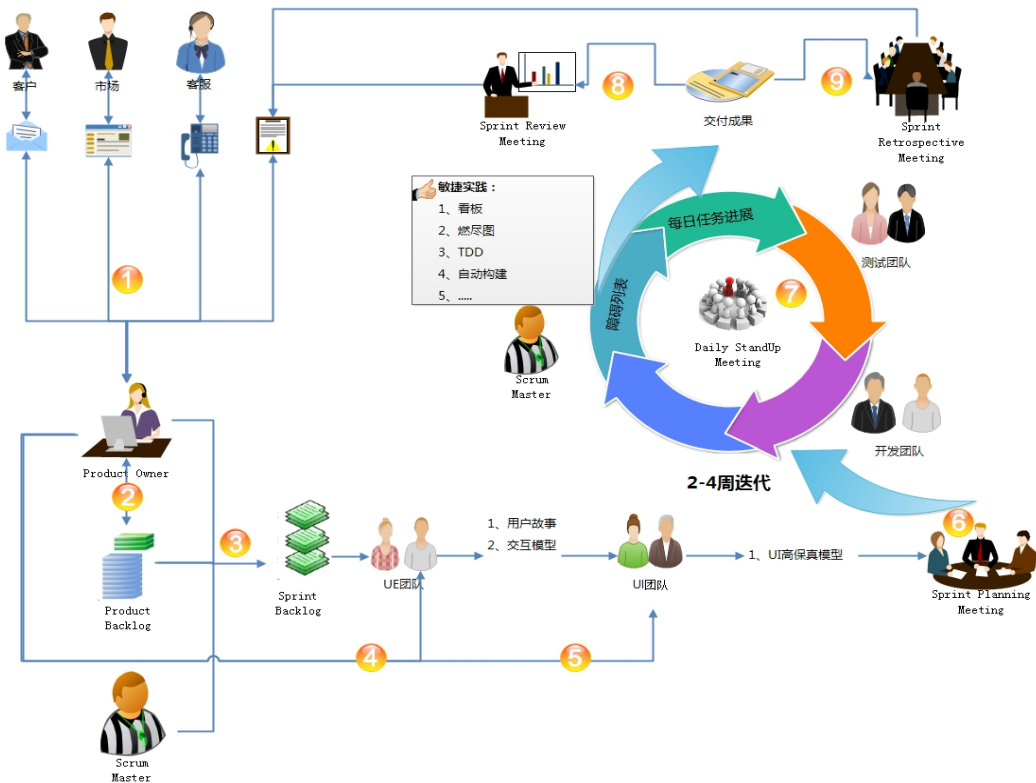 客户
市场
客服
1
Sprint Review
Meeting
8
交付成果
9
Sprint
Retrospective
Meeting
敏捷实践：
1、看板
2、燃尽图
3、TDD
4、自动构建
5、.....
每日任务进展
障碍列表
7
Daily StandUp
Meeting
测试团队
Scrum
Master
开发团队
2-4周迭代
Product Owner
2
3
Product
Backlog
Sprint
Backlog
UE团队
1、用户故事
2、交互模型
UI团队
1、UI高保真模型
6
Sprint Planning
Meeting
4
5
Scrum
Master